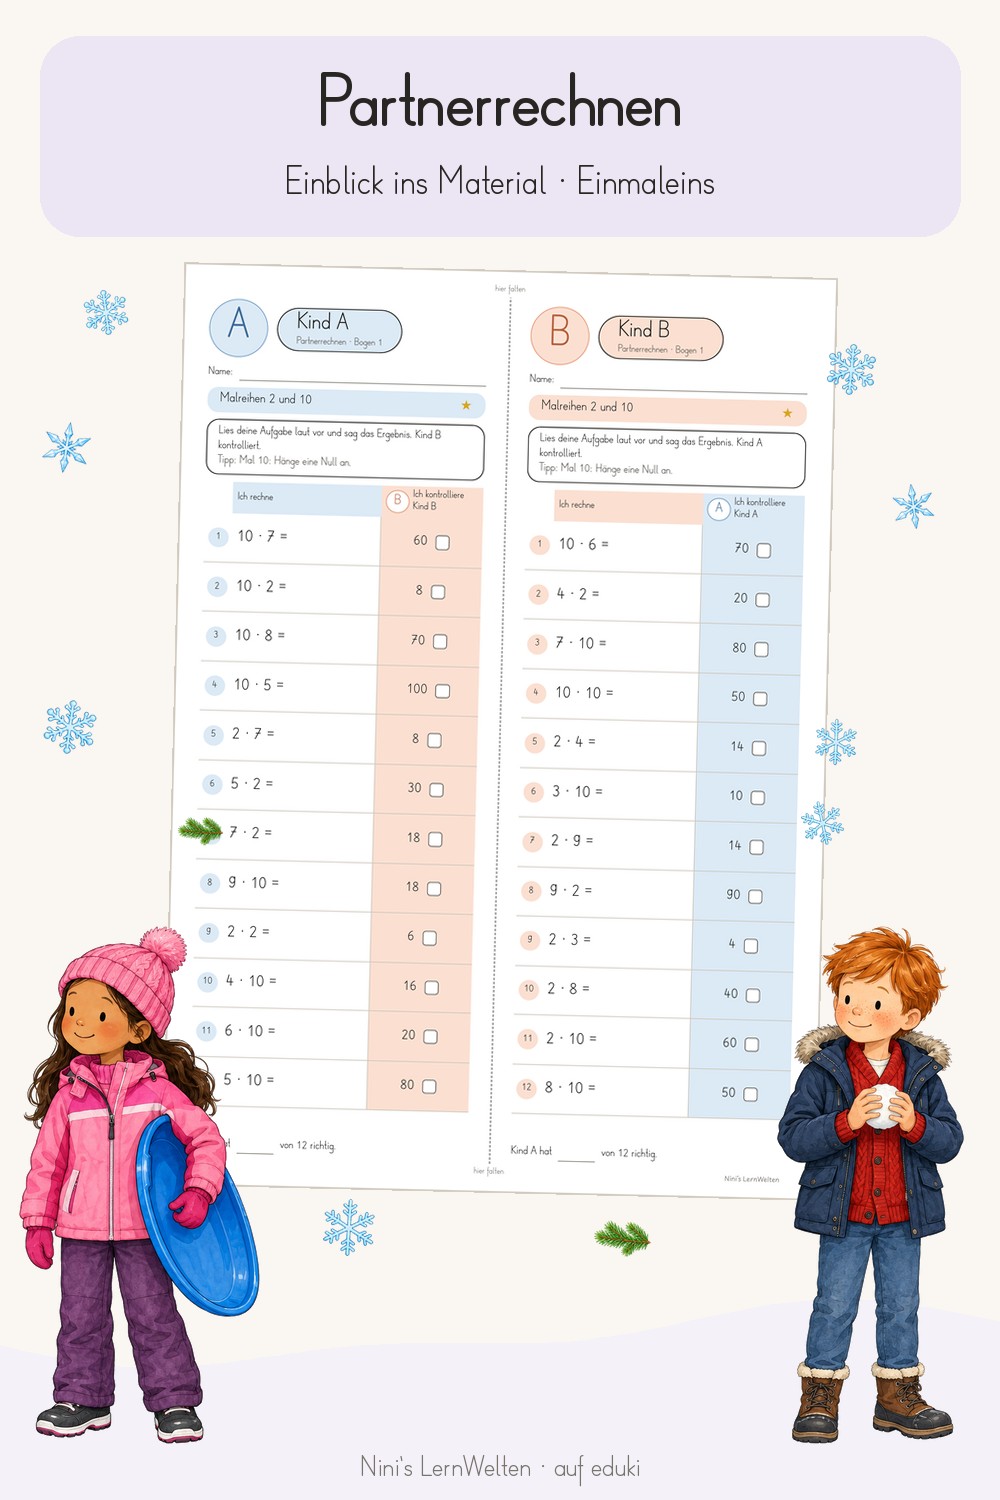 Partnerrechnen
Einblick ins Material · Einmaleins
hier falten
A
Kind A
Partnerrechnen · Bogen 1
Name:
Malreihen 2 und 10
Lies deine Aufgabe laut vor und sag das Ergebnis. Kind B
kontrolliert.
Tipp: Mal 10: Hänge eine Null an.
Ich rechne
B
Ich kontrolliere
Kind B
1 10 · 7 = 60
2 10 · 2 = 8
3 10 · 8 = 70
4 10 · 5 = 100
5 2 · 7 = 8
6 5 · 2 = 30
7 · 2 = 18
8 9 · 10 = 18
9 2 · 2 = 6
10 4 · 10 = 16
11 6 · 10 = 20
5 · 10 = 80
von 12 richtig.
B
Kind B
Partnerrechnen · Bogen 1
Name:
Malreihen 2 und 10
Lies deine Aufgabe laut vor und sag das Ergebnis. Kind A
kontrolliert.
Tipp: Mal 10: Hänge eine Null an.
Ich rechne
A
Ich kontrolliere
Kind A
1 10 · 6 = 70
2 4 · 2 = 20
3 7 · 10 = 80
4 10 · 10 = 50
5 2 · 4 = 14
6 3 · 10 = 10
7 2 · 9 = 14
8 9 · 2 = 90
9 2 · 3 = 4
10 2 · 8 = 40
11 2 · 10 = 60
12 8 · 10 = 50
Kind A hat ______ von 12 richtig.
hier falten
Nini's LernWelten
Nini's LernWelten · auf eduki